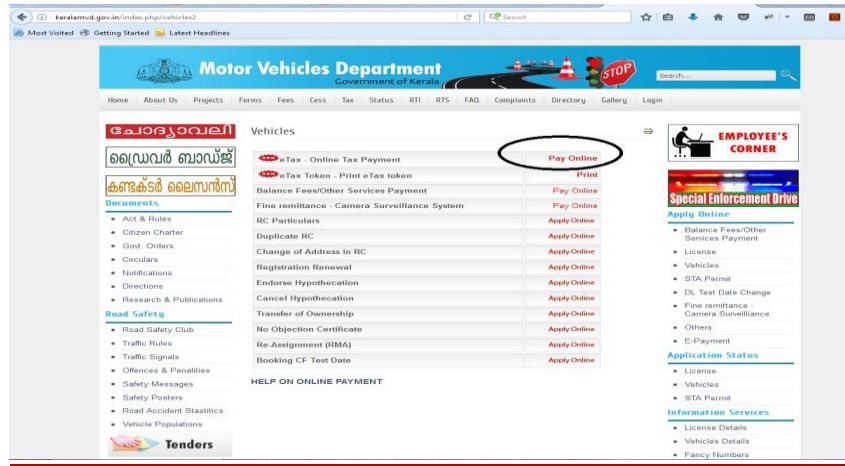 keralamvd.gov.in/index.php/vehicles2
Search
Most Visited
Getting Started
Latest Headlines
Motor Vehicles Department
Government of Kerala
STOP
Search...
Home
About Us
Projects
Forms
Fees
Cess
Tax
Status
RTI
RTS
FAQ
Complaints
Directory
Gallery
Login
ചോദ്യാവലി
ഡ്രൈവര്‍ ബാഡ്ജ്
കണ്ടക്ടര്‍ ലൈസന്‍സ്
Documents
Act & Rules
Citizen Charter
Govt. Orders
Circulars
Notifications
Directions
Research & Publications
Road Safety
Road Safety Club
Traffic Rules
Traffic Signals
Offences & Penalities
Safety Messages
Safety Posters
Road Accident Stastitics
Vehicle Populations
Tenders
Vehicles
New eTax - Online Tax Payment Pay Online
New eTax Token - Print eTax token Print
Balance Fees/Other Services Payment Pay Online
Fine remittance - Camera Surveillance System Pay Online
RC Particulars Apply Online
Duplicate RC Apply Online
Change of Address in RC Apply Online
Registration Renewal Apply Online
Endorse Hypothecation Apply Online
Cancel Hypothecation Apply Online
Transfer of Ownership Apply Online
No Objection Certificate Apply Online
Re-Assignment (RMA) Apply Online
Booking CF Test Date Apply Online
HELP ON ONLINE PAYMENT
EMPLOYEE'S
CORNER
Special Enforcement Drive
Apply Online
Balance Fees/Other
Services Payment
License
Vehicles
STA Permit
DL Test Date Change
Fine remittance -
Camera Surveilliance
Others
E-Payment
Application Status
License
Vehicles
STA Permit
Information Services
License Details
Vehicles Details
Fancy Numbers